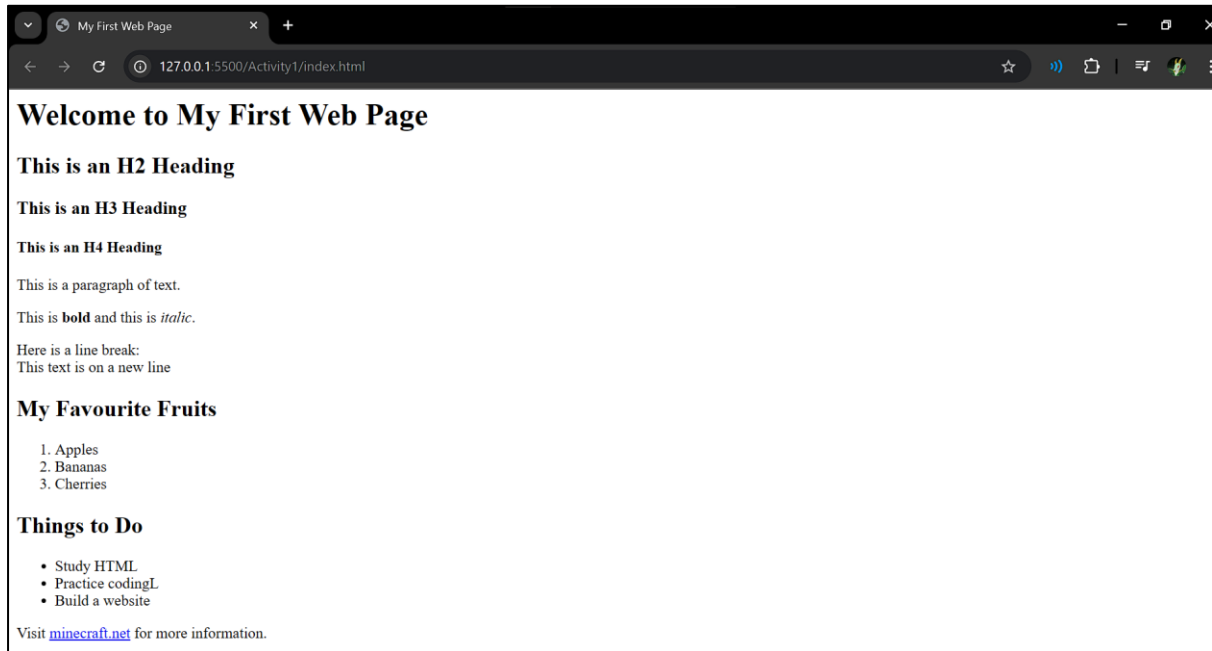 My First Web Page
127.0.0.1:5500/Activity1/index.html
Welcome to My First Web Page
This is an H2 Heading
This is an H3 Heading
This is an H4 Heading
This is a paragraph of text.
This is bold and this is italic.
Here is a line break:
This text is on a new line
My Favourite Fruits
1. Apples
2. Bananas
3. Cherries
Things to Do
• Study HTML
• Practice codingL
• Build a website
Visit minecraft.net for more information.